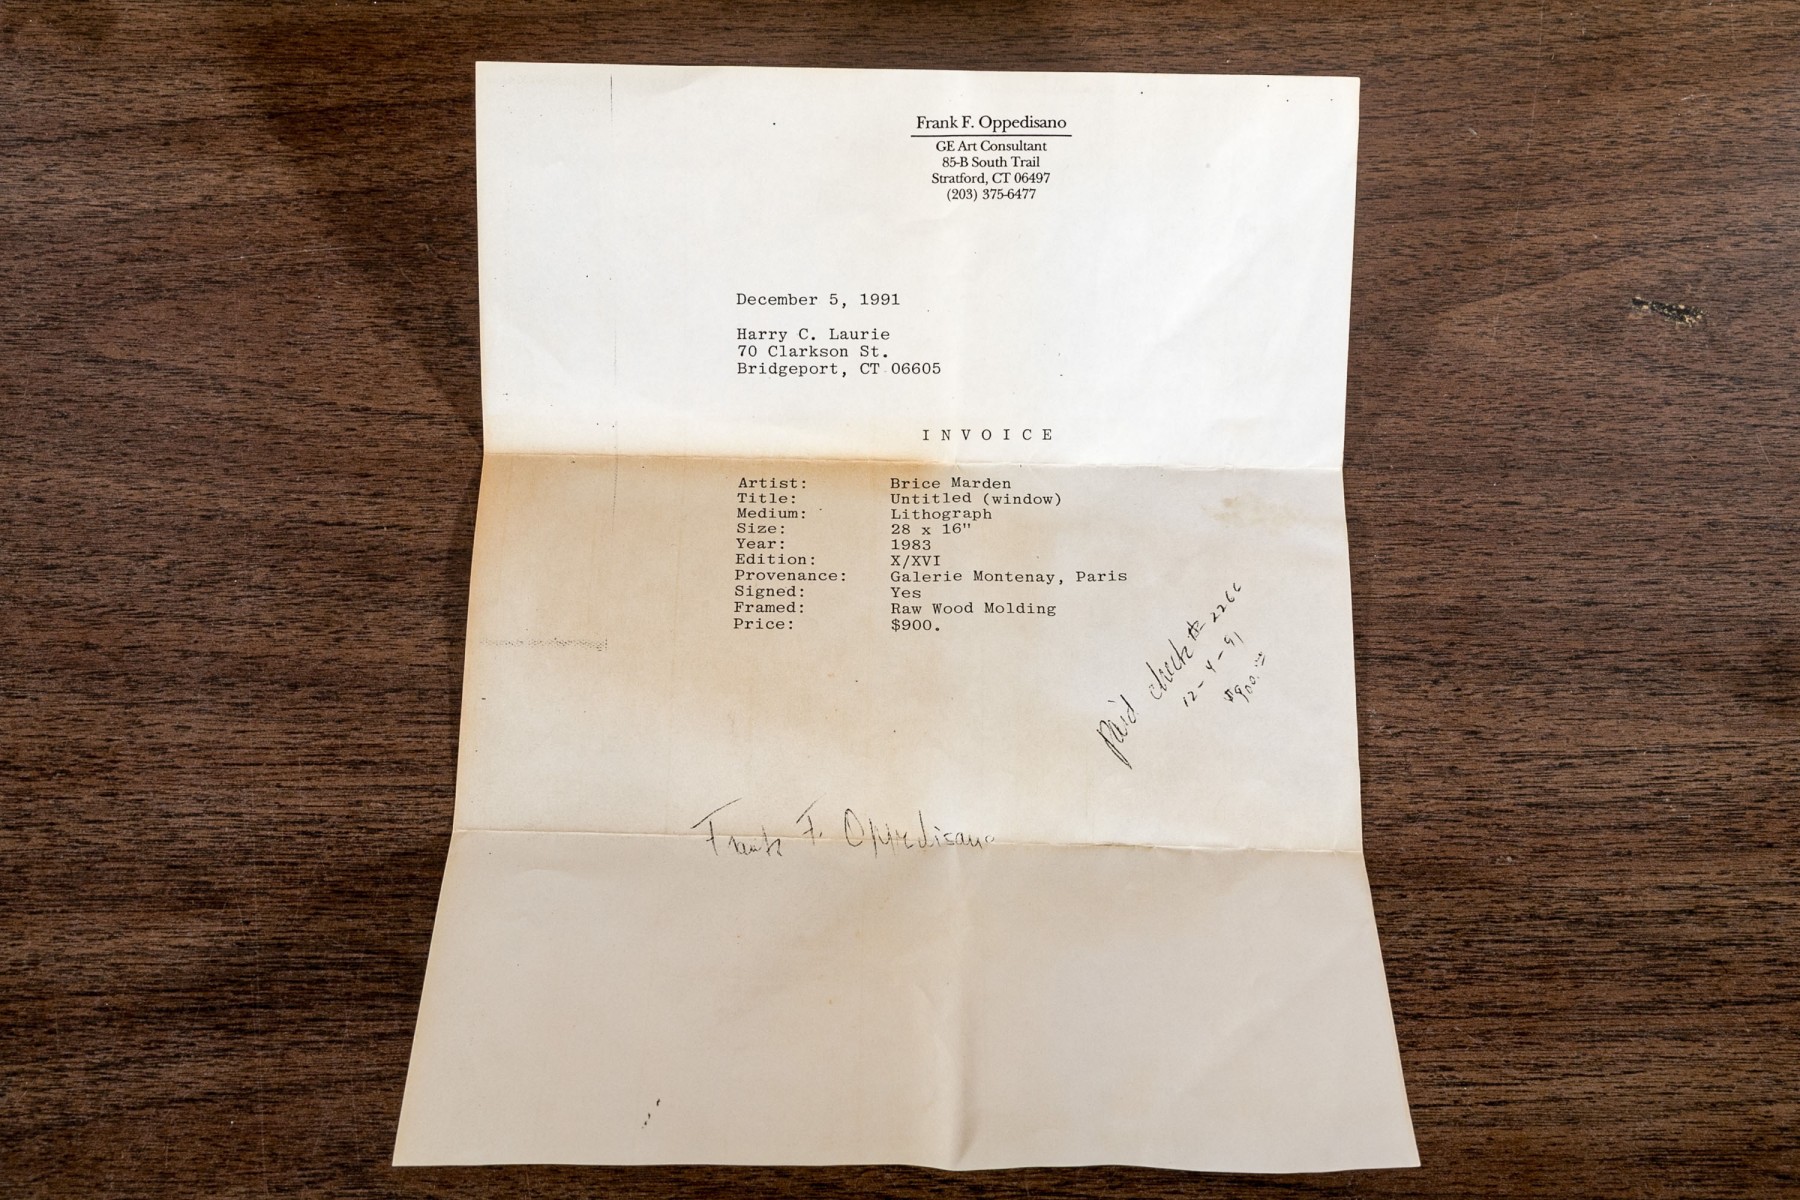 Frank F. Oppedisano
GE Art Consultant
85-B South Trail
Stratford, CT 06497
(203) 375-6477
December 5, 1991
Harry C. Laurie
70 Clarkson St.
Bridgeport, CT 06605
INVOICE
Artist: Brice Marden
Title: Untitled (window)
Medium: Lithograph
Size: 28 x 16"
Year: 1983
Edition: X/XVI
Provenance: Galerie Montenay, Paris
Signed: Yes
Framed: Raw Wood Molding
Price: $900.
Paid check #
12-4-91
$900.00
Frank F. Oppedisano